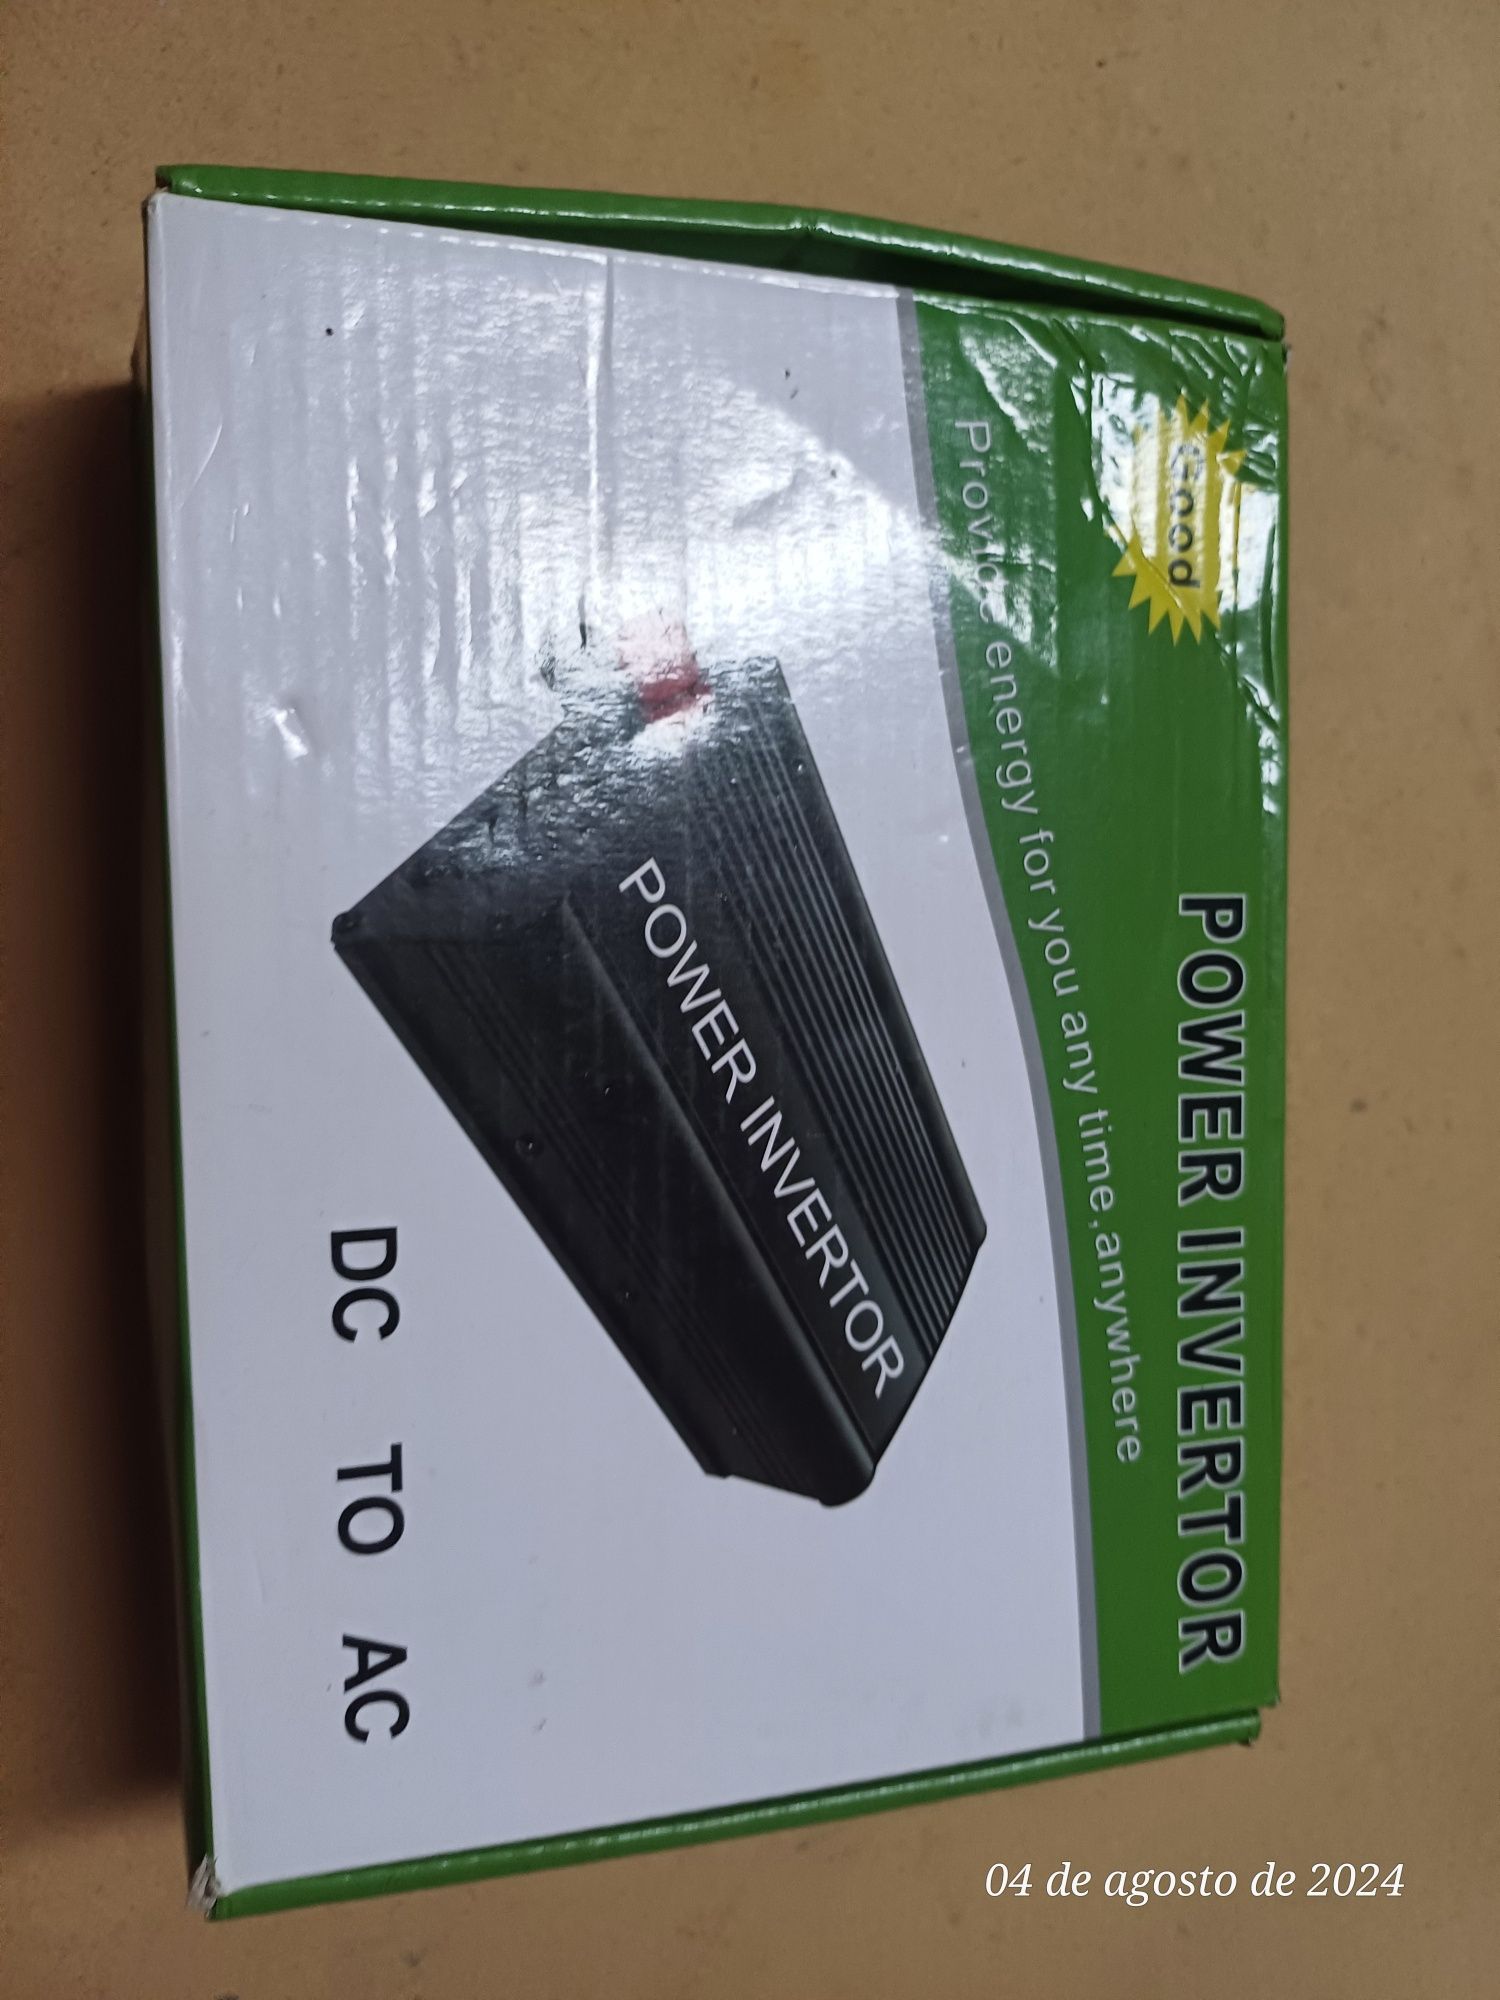 Good
POWER INVERTOR
Provide energy for you any time,anywhere
POWER INVERTOR
DC TO AC
04 de agosto de 2024